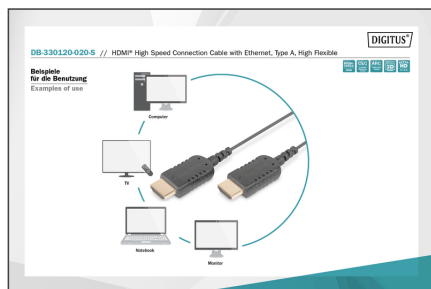 DIGITUS®
DB-330120-020-S // HDMI® High Speed Connection Cable with Ethernet, Type A, High Flexible
Beispiele
für die Benutzung
Examples of use
Computer
TV
Notebook
Monitor